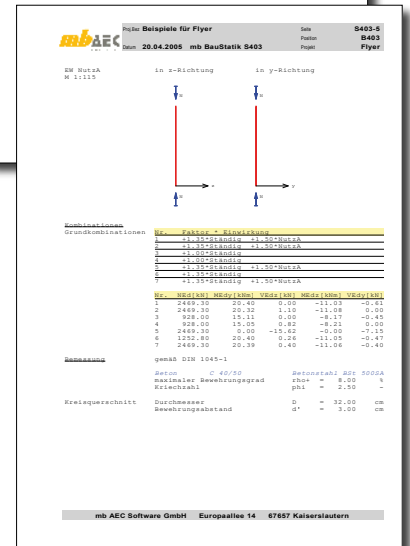 mb AEC
Proj.Bez Beispiele für Flyer Seite S403-5
Position B403
Datum 20.04.2005 mb BauStatik S403 Projekt Flyer
EW NutzA in z-Richtung in y-Richtung
M 1:115
N N
x y
N N
Kombinationen
Grundkombinationen Nr. Faktor * Einwirkung
1 +1.35*Ständig +1.50*NutzA
2 +1.35*Ständig +1.50*NutzA
3 +1.00*Ständig
4 +1.00*Ständig
5 +1.35*Ständig +1.50*NutzA
6 +1.35*Ständig
7 +1.35*Ständig +1.50*NutzA
Nr. NEd[kN] MEdy[kNm] VEdz[kN] MEdz[kNm] VEdy[kN]
1 2469.30 20.40 0.00 -11.03 -0.61
2 2469.30 20.32 1.10 -11.08 0.00
3 928.00 15.11 0.00 -8.17 -0.45
4 928.00 15.05 0.82 -8.21 0.00
5 2469.30 0.00 -15.62 -0.00 -7.15
6 1252.80 20.40 0.26 -11.05 -0.47
7 2469.30 20.39 0.40 -11.06 -0.40
Bemessung gemäß DIN 1045-1
Beton C 40/50 Betonstahl BSt 500SA
maximaler Bewehrungsgrad rho+ = 8.00 %
Kriechzahl phi = 2.50 -
Kreisquerschnitt Durchmesser D = 32.00 cm
Bewehrungsabstand d' = 3.00 cm
mb AEC Software GmbH Europaallee 14 67657 Kaiserslautern